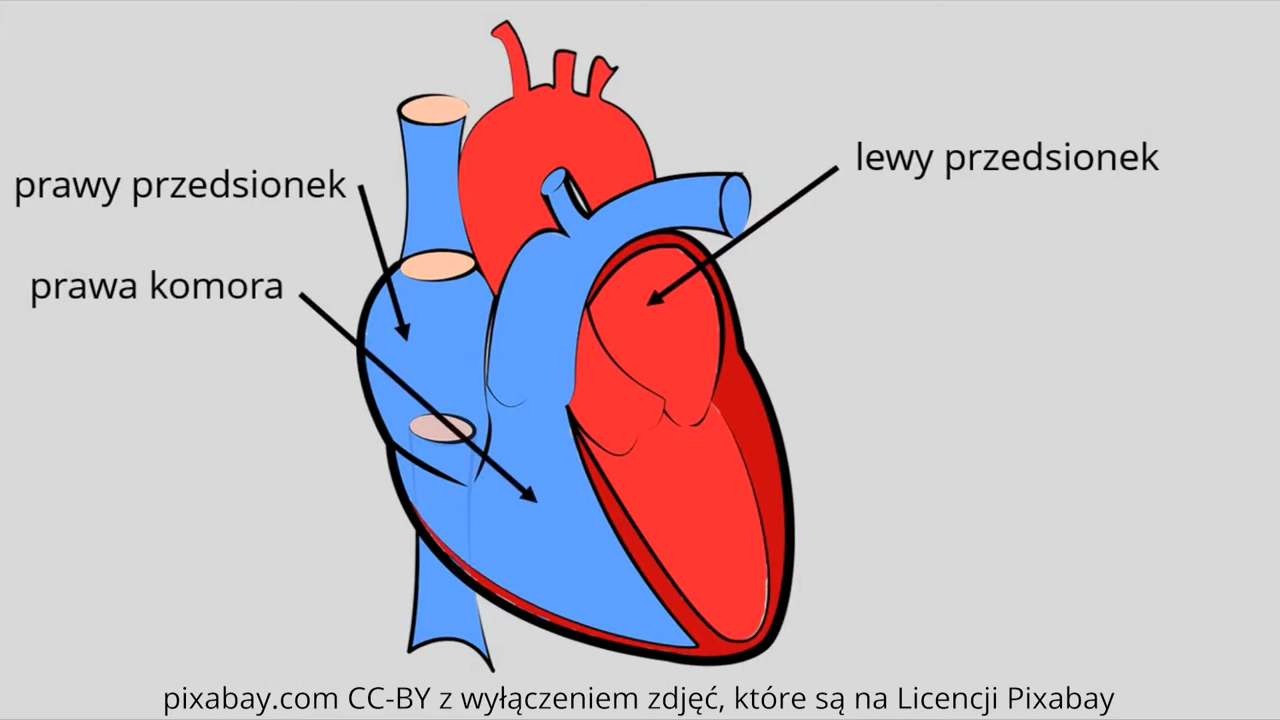 prawy przedsionek
prawa komora
lewy przedsionek
pixabay.com CC-BY z wyłączeniem zdjęć, które są na Licencji Pixabay